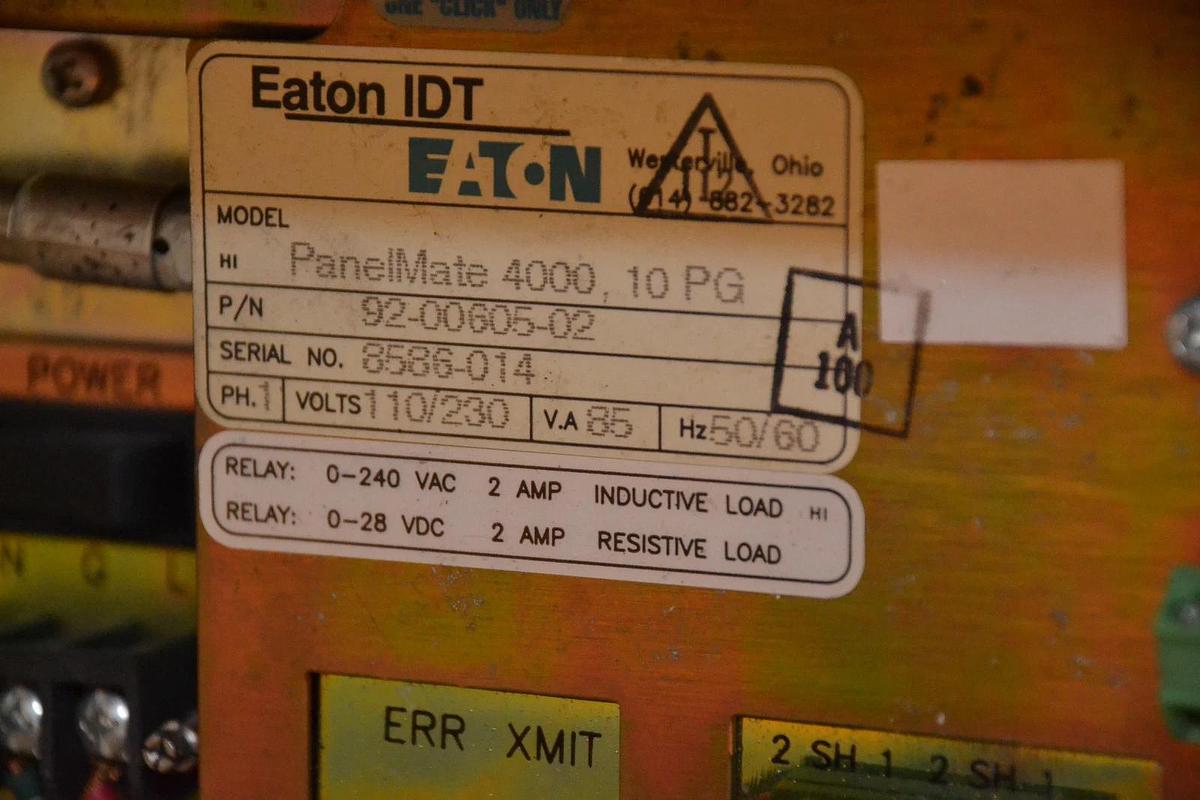 ONE "CLICK" ONLY
Eaton IDT
EATON
Westerville, Ohio
(614) 882-3282
MODEL
HI PanelMate 4000, 10 PG
P/N 92-00605-02
SERIAL NO. 8586-014
PH. 1 VOLTS 110/230 V.A 85 Hz 50/60
A
100
RELAY: 0-240 VAC 2 AMP INDUCTIVE LOAD HI
RELAY: 0-28 VDC 2 AMP RESISTIVE LOAD
POWER
N G L
ERR XMIT
2 SH 1 2 SH 1